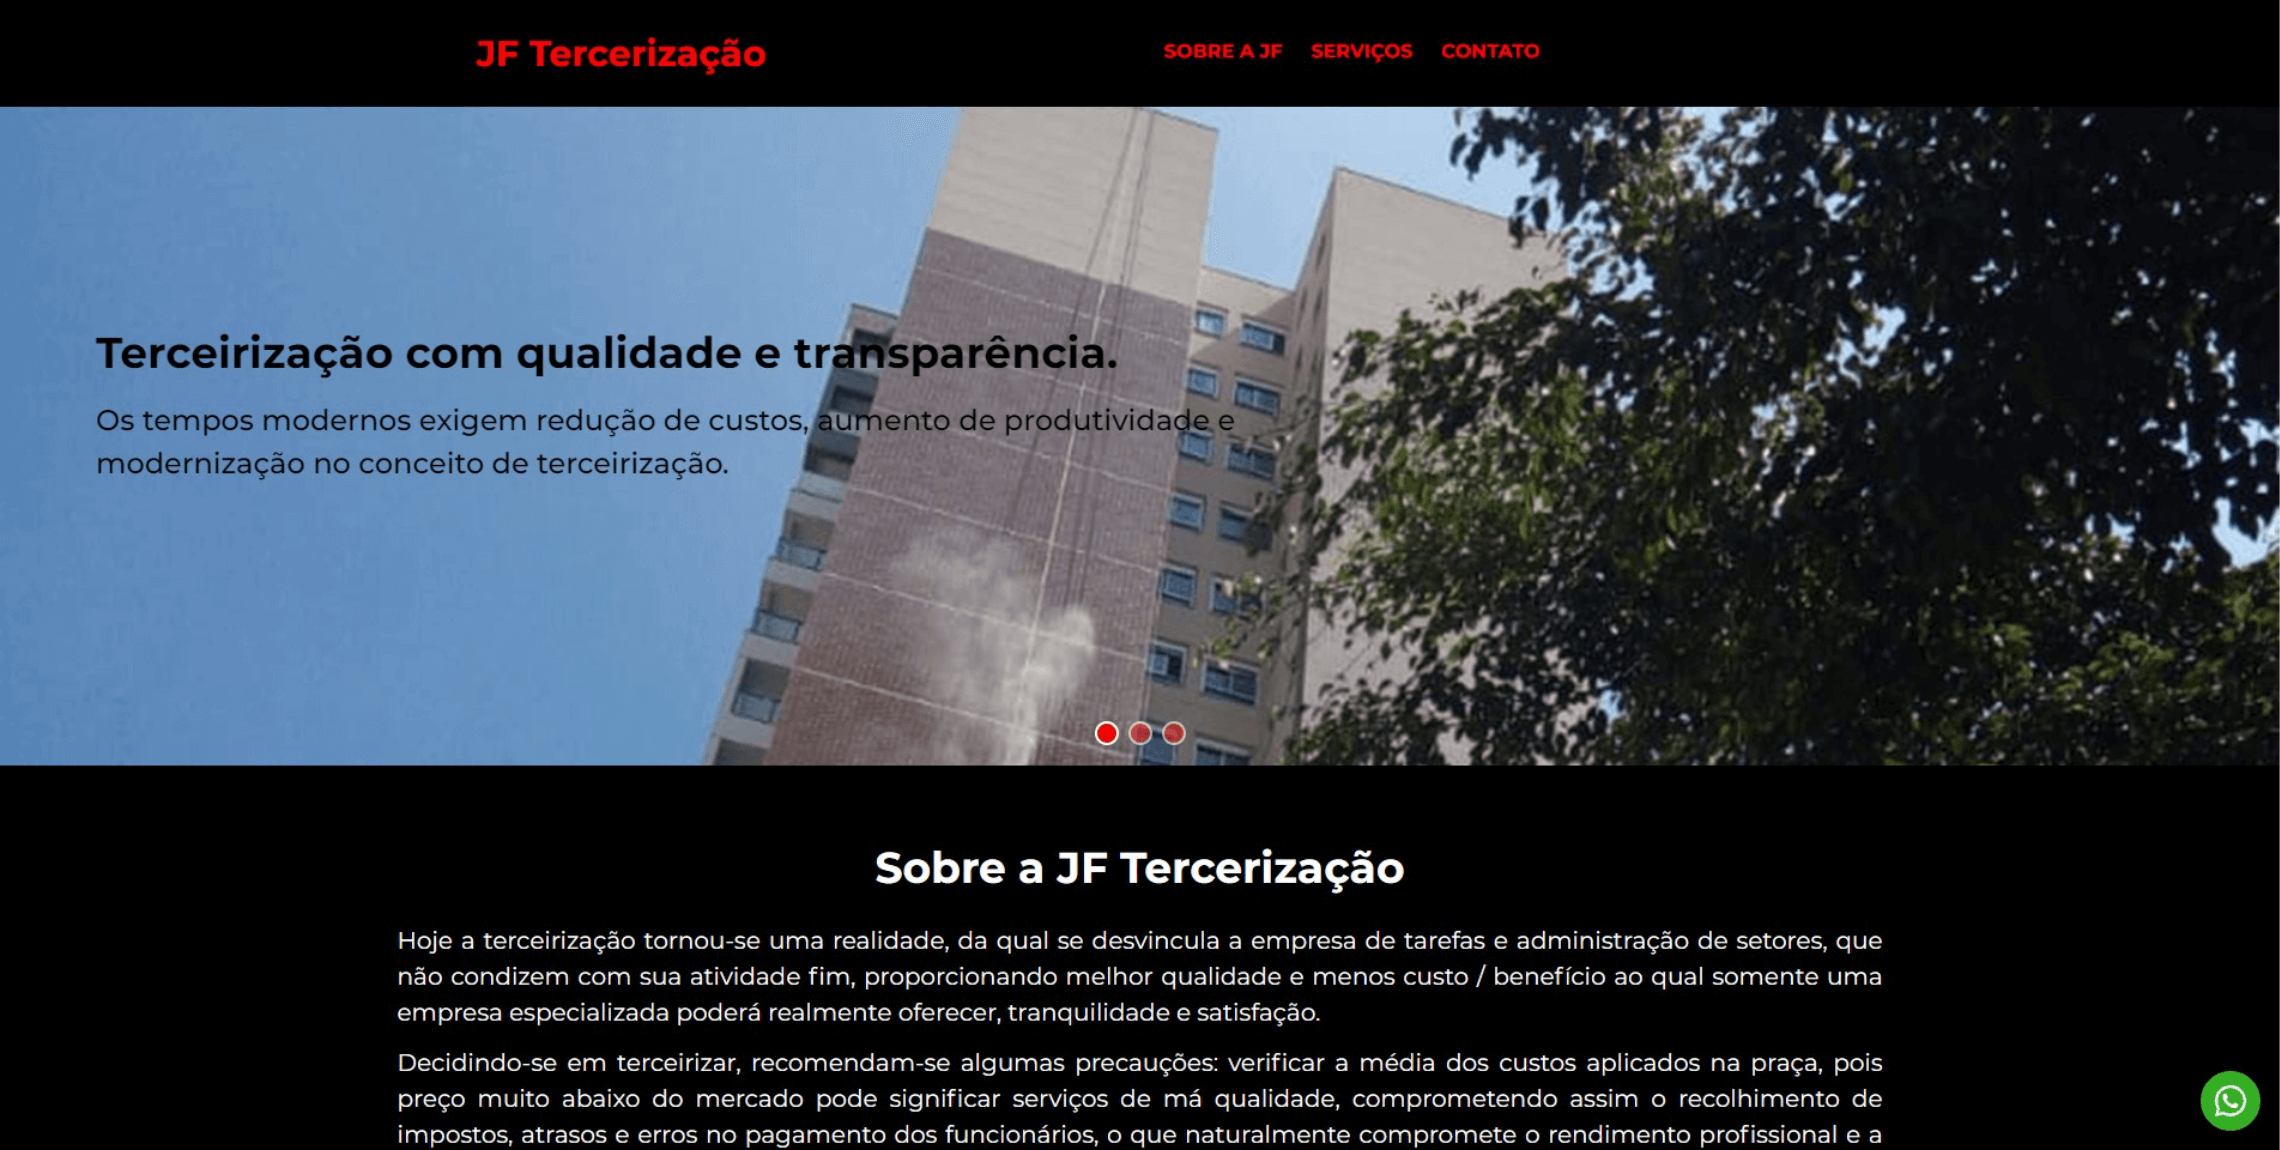 JF Tercerização
SOBRE A JF SERVIÇOS CONTATO
Terceirização com qualidade e transparência.
Os tempos modernos exigem redução de custos, aumento de produtividade e
modernização no conceito de terceirização.
Sobre a JF Tercerização
Hoje a terceirização tornou-se uma realidade, da qual se desvincula a empresa de tarefas e administração de setores, que
não condizem com sua atividade fim, proporcionando melhor qualidade e menos custo / benefício ao qual somente uma
empresa especializada poderá realmente oferecer, tranquilidade e satisfação.
Decidindo-se em terceirizar, recomendam-se algumas precauções: verificar a média dos custos aplicados na praça, pois
preço muito abaixo do mercado pode significar serviços de má qualidade, comprometendo assim o recolhimento de
impostos, atrasos e erros no pagamento dos funcionários, o que naturalmente compromete o rendimento profissional e a